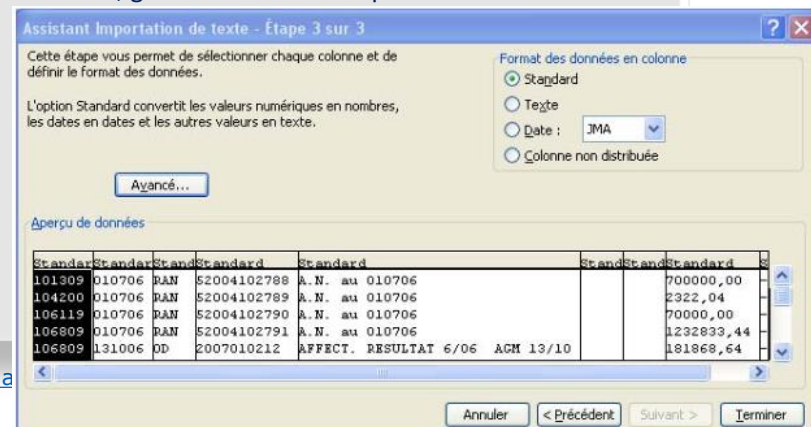 Assistant Importation de texte - Étape 3 sur 3
Cette étape vous permet de sélectionner chaque colonne et de
définir le format des données.
L'option Standard convertit les valeurs numériques en nombres,
les dates en dates et les autres valeurs en texte.
Avancé...
Format des données en colonne
Standard
Texte
Date : JMA
Colonne non distribuée
Aperçu de données
Standar Standar Stand Standard Standard Stand Stand Standard S
101309 010706 RAN 52004102788 A.N. au 010706 700000,00 -
104200 010706 RAN 52004102789 A.N. au 010706 2322,04 -
106119 010706 RAN 52004102790 A.N. au 010706 70000,00 -
106809 010706 RAN 52004102791 A.N. au 010706 1232833,44 -
106809 131006 OD 2007010212 AFFECT. RESULTAT 6/06 AGM 13/10 181868,64 -
a
Annuler < Précédent Suivant > Terminer